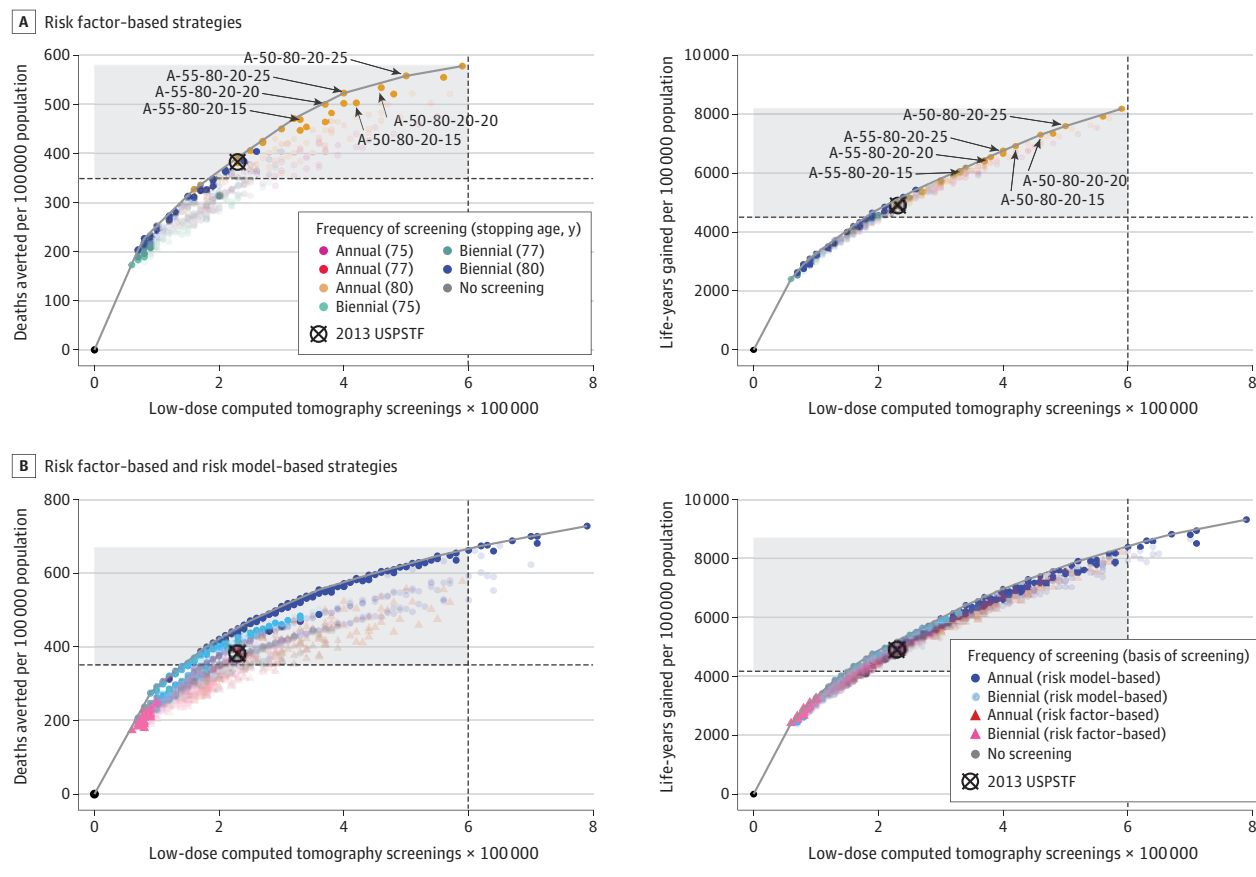 A Risk factor-based strategies
Deaths averted per 100 000 population
600
500
400
300
200
100
0
A-50-80-20-25
A-55-80-20-25
A-55-80-20-20
A-55-80-20-15
A-50-80-20-20
A-50-80-20-15
Frequency of screening (stopping age, y)
Annual (75)
Annual (77)
Annual (80)
Biennial (75)
Biennial (77)
Biennial (80)
No screening
2013 USPSTF
0 2 4 6 8
Low-dose computed tomography screenings × 100 000
Life-years gained per 100 000 population
10 000
8000
6000
4000
2000
0
A-50-80-20-25
A-55-80-20-25
A-55-80-20-20
A-55-80-20-15
A-50-80-20-20
A-50-80-20-15
0 2 4 6 8
Low-dose computed tomography screenings × 100 000
B Risk factor-based and risk model-based strategies
Deaths averted per 100 000 population
800
600
400
200
0
0 2 4 6 8
Low-dose computed tomography screenings × 100 000
Life-years gained per 100 000 population
10 000
8000
6000
4000
2000
0
Frequency of screening (basis of screening)
Annual (risk model-based)
Biennial (risk model-based)
Annual (risk factor-based)
Biennial (risk factor-based)
No screening
2013 USPSTF
0 2 4 6 8
Low-dose computed tomography screenings × 100 000